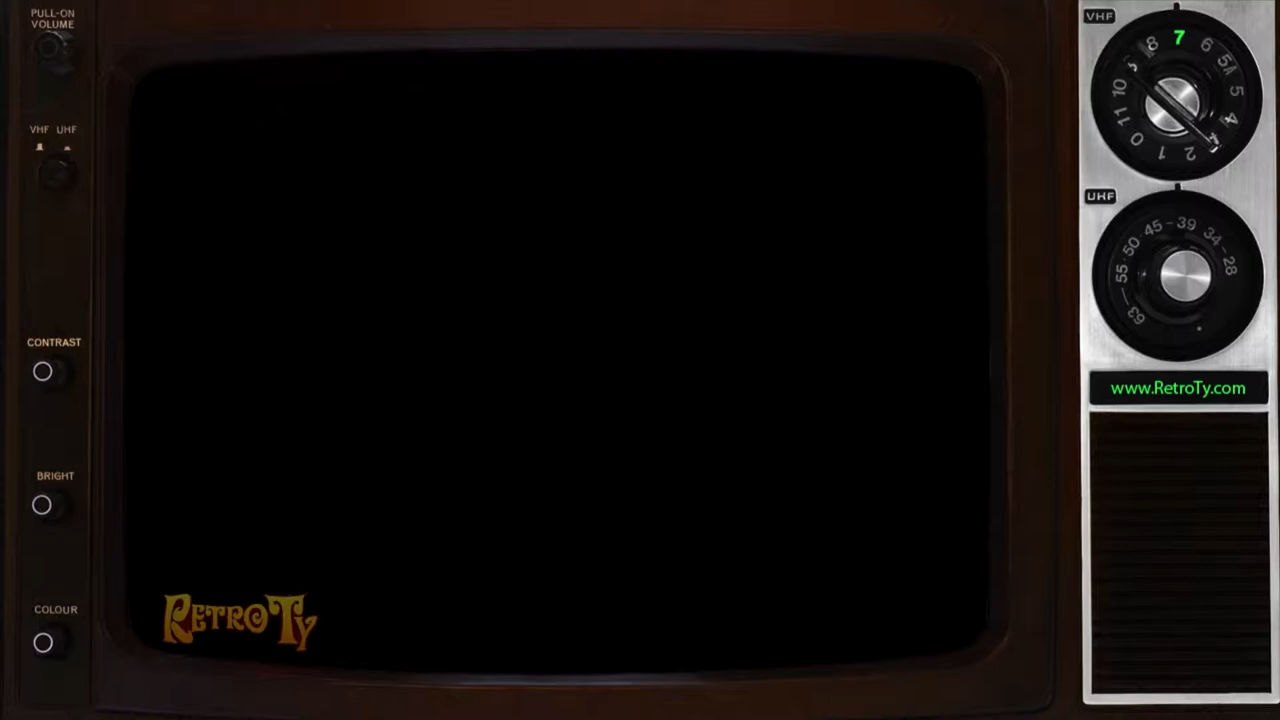 PULL-ON
VOLUME
VHF UHF
CONTRAST
BRIGHT
COLOUR
RETROTY
VHF
0 1 2 4 5 5A 6 7 8 10 11
UHF
63 — 55 · 50 45 - 39 34 - 28
www.RetroTy.com